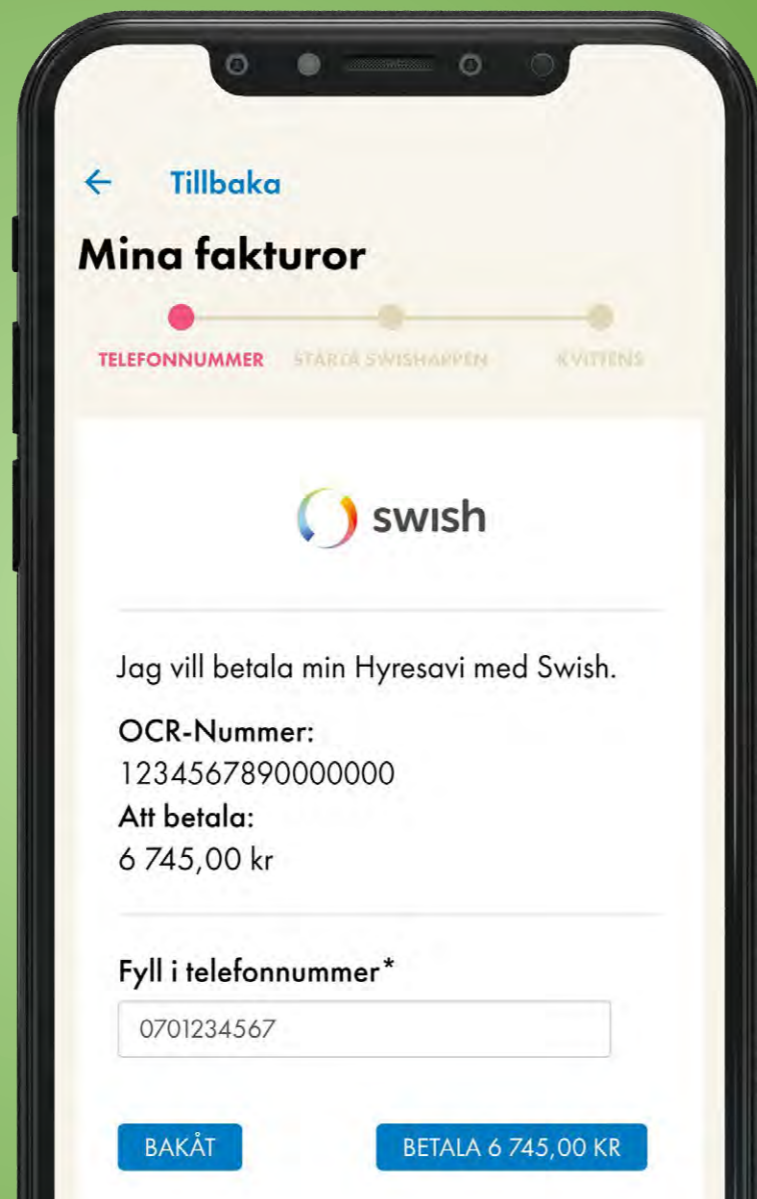 ← Tillbaka
Mina fakturor
TELEFONNUMMER STARTA SWISHAPPEN KVITTENS
swish
Jag vill betala min Hyresavi med Swish.
OCR-Nummer:
1234567890000000
Att betala:
6 745,00 kr
Fyll i telefonnummer*
0701234567
BAKÅT BETALA 6 745,00 KR